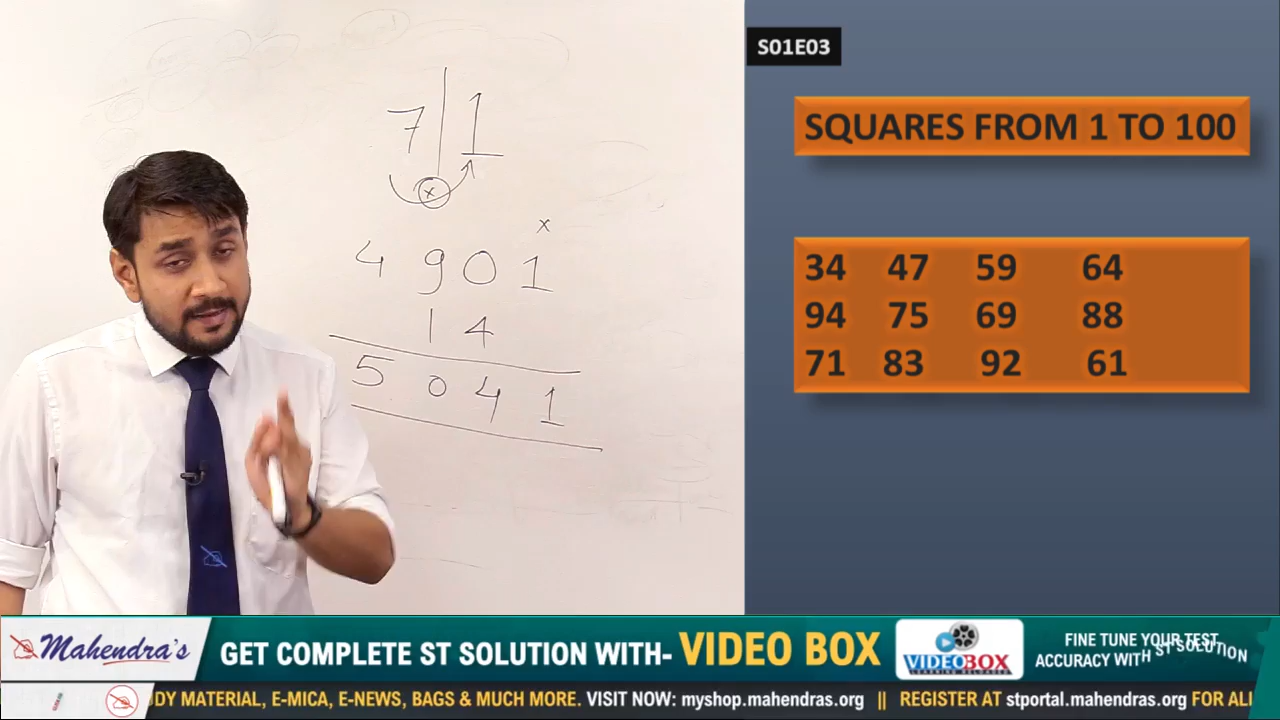 7 | 1
×
×
4 9 0 1
1 4
5 0 4 1
S01E03
SQUARES FROM 1 TO 100
34 47 59 64
94 75 69 88
71 83 92 61
Mahendra's
GET COMPLETE ST SOLUTION WITH- VIDEO BOX
VIDEOBOX
LEARNING RELOADED
FINE TUNE YOUR TEST
ACCURACY WITH ST SOLUTION
DY MATERIAL, E-MICA, E-NEWS, BAGS & MUCH MORE. VISIT NOW: myshop.mahendras.org || REGISTER AT stportal.mahendras.org FOR ALL